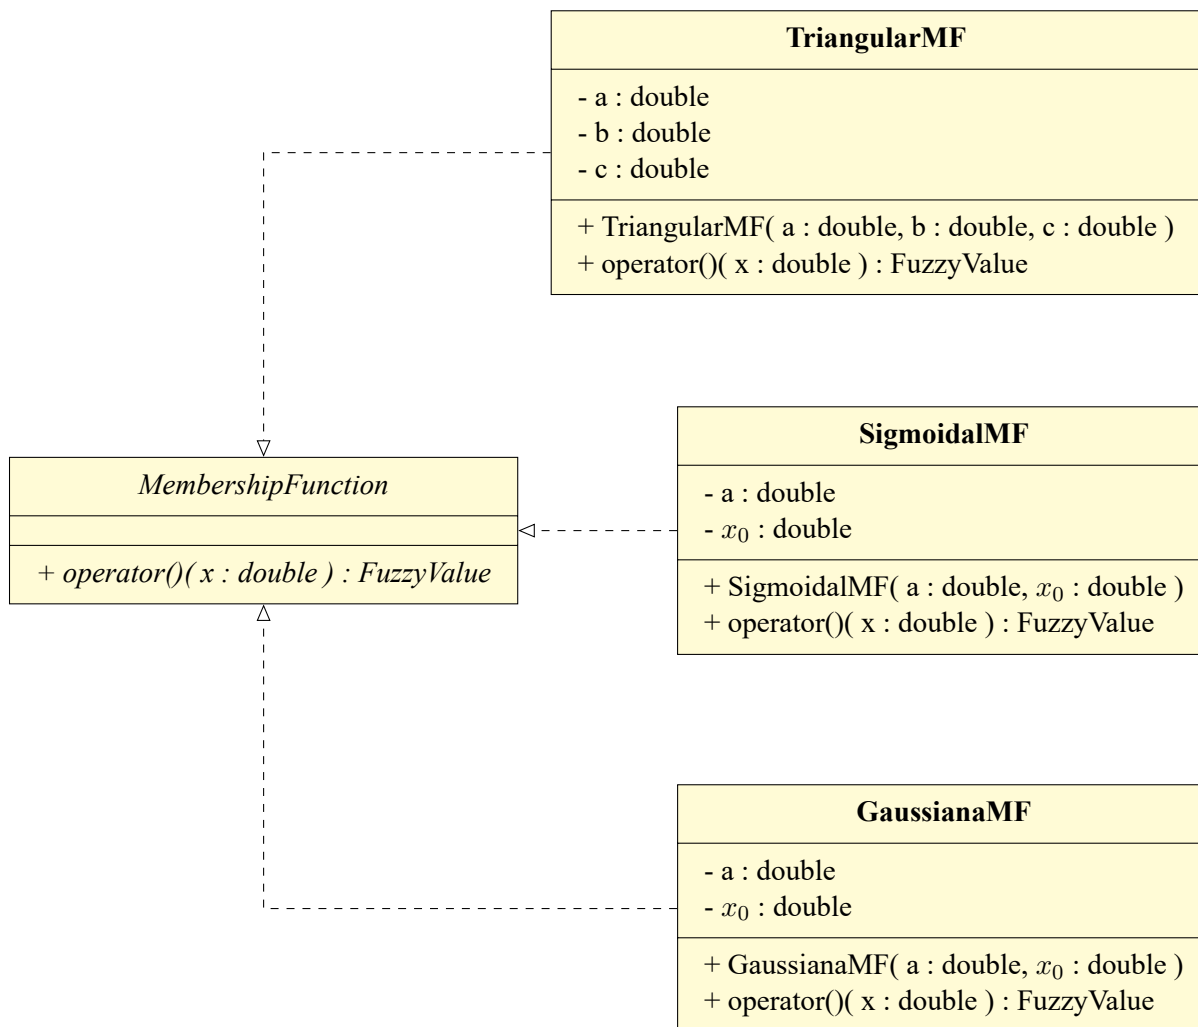 TriangularMF
- a : double
- b : double
- c : double
+ TriangularMF( a : double, b : double, c : double )
+ operator()( x : double ) : FuzzyValue
MembershipFunction
+ operator()( x : double ) : FuzzyValue
SigmoidalMF
- a : double
- x₀ : double
+ SigmoidalMF( a : double, x₀ : double )
+ operator()( x : double ) : FuzzyValue
GaussianaMF
- a : double
- x₀ : double
+ GaussianaMF( a : double, x₀ : double )
+ operator()( x : double ) : FuzzyValue